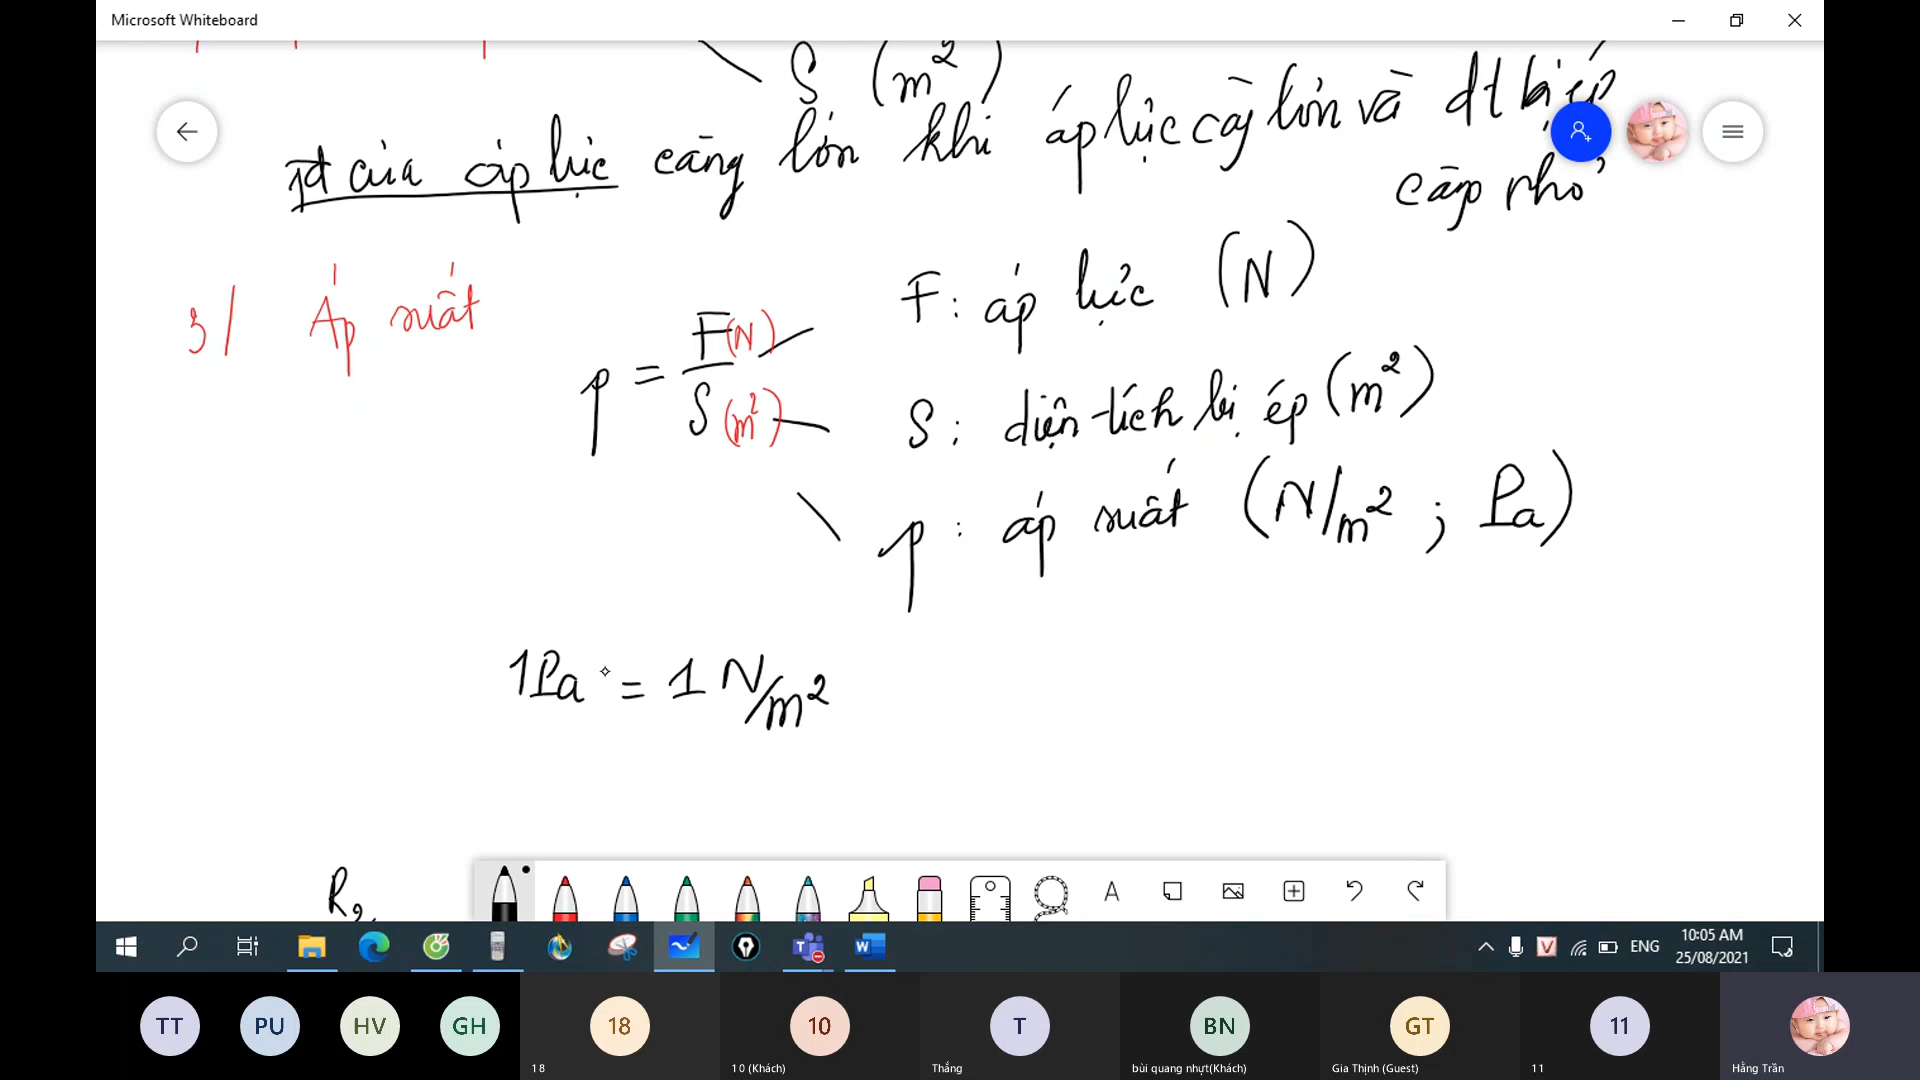 Microsoft Whiteboard
S (m²)
td của áp lực càng lớn khi áp lực càg lớn và dt bị ép
càng nhỏ
3/ Áp suất
F: áp lực (N)
p = F(N) / S(m²)
S: diện tích bị ép (m²)
p: áp suất (N/m² ; Pa)
1Pa = 1 N/m²
A
ENG
10:05 AM
25/08/2021
TT PU HV GH 18 10 T BN GT 11
18 10 (Khách) Thắng bùi quang nhựt(Khách) Gia Thịnh (Guest) 11 Hằng Trần